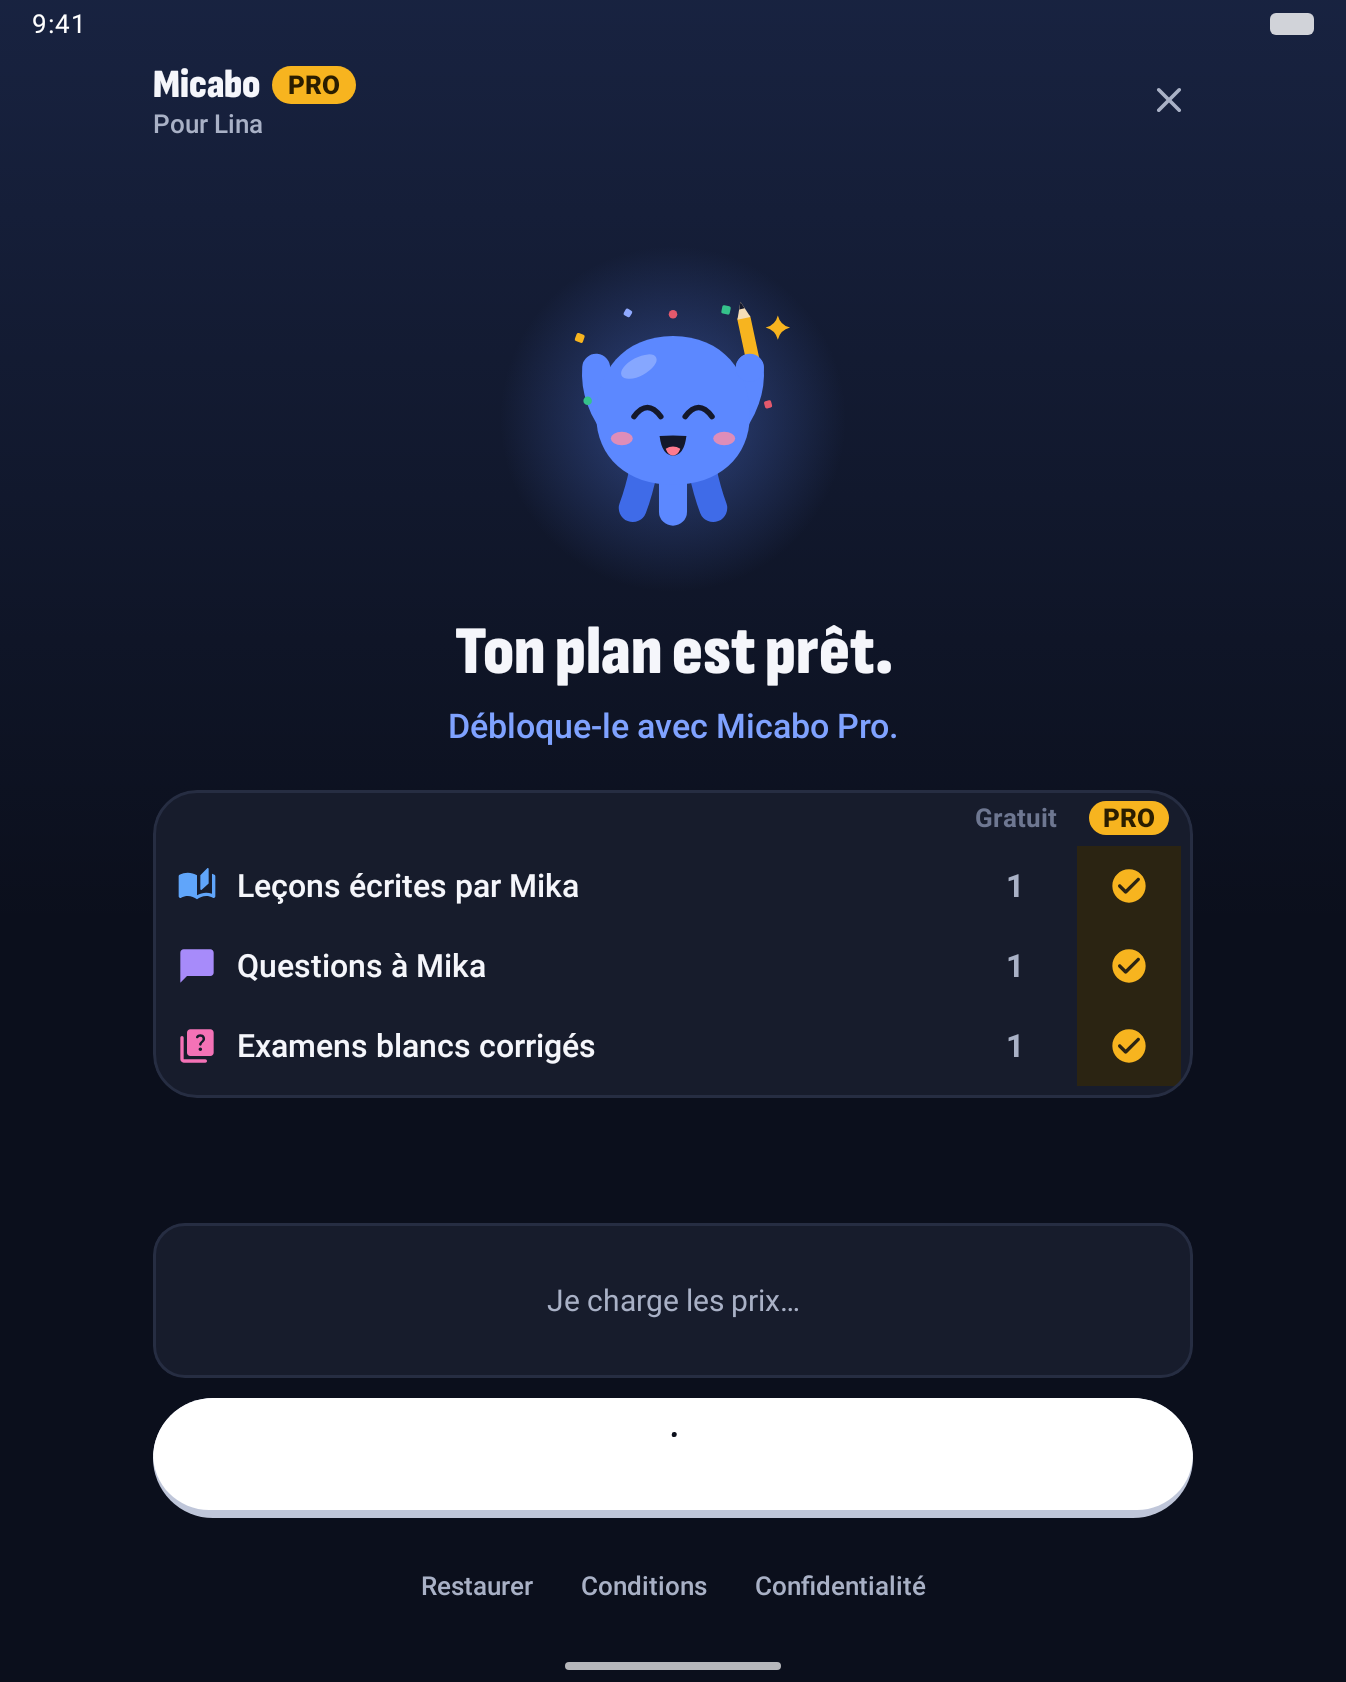 9:41
Micabo PRO
Pour Lina
Ton plan est prêt.
Débloque-le avec Micabo Pro.
Gratuit PRO
Leçons écrites par Mika 1
Questions à Mika 1
Examens blancs corrigés 1
Je charge les prix…
Restaurer Conditions Confidentialité